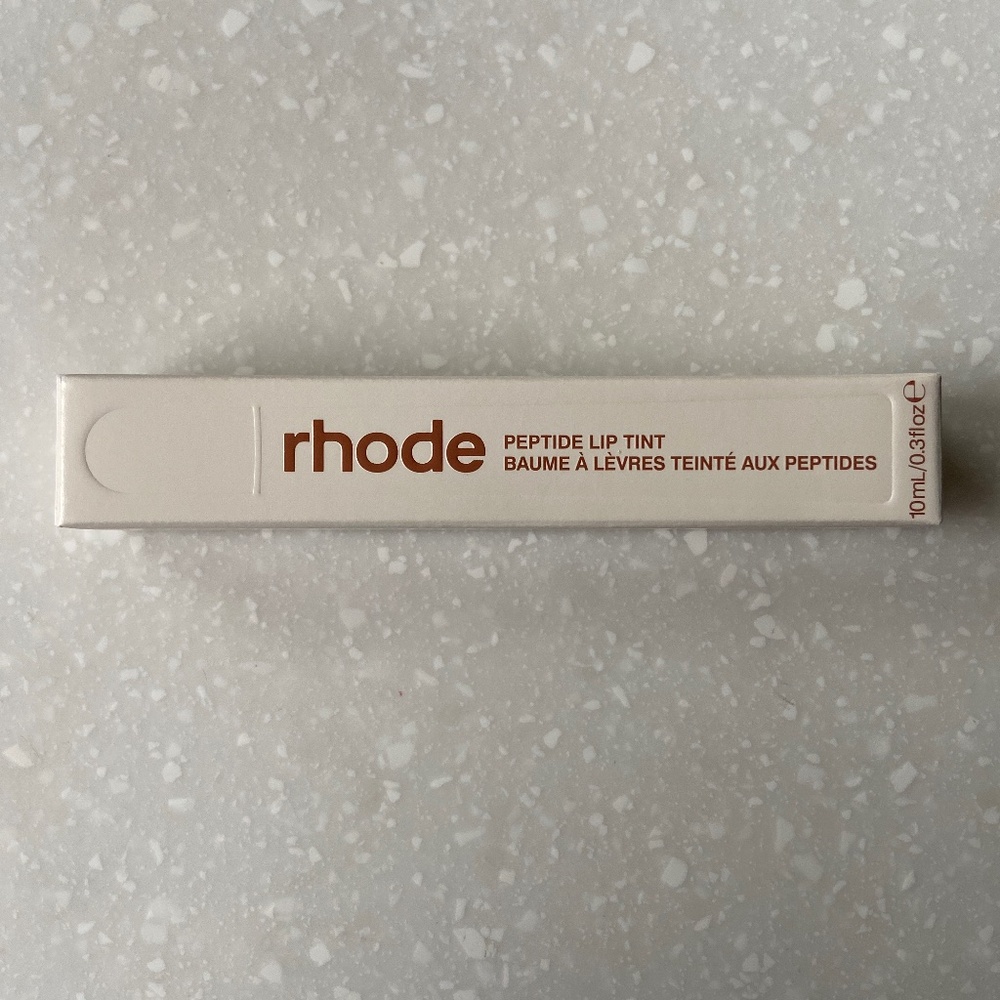 rhode
PEPTIDE LIP TINT
BAUME À LÈVRES TEINTÉ AUX PEPTIDES
10mL/0.3floz℮